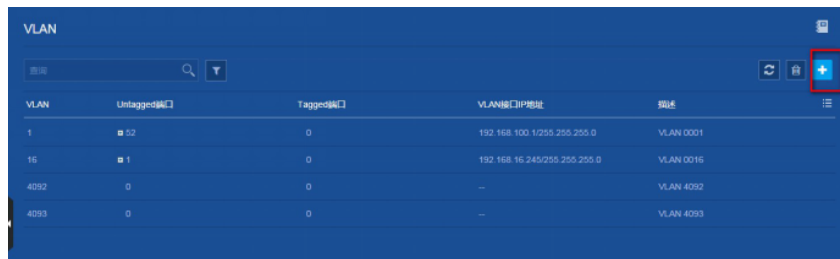 VLAN
查询
VLAN Untagged端口 Tagged端口 VLAN接口IP地址 描述
1 52 0 192.168.100.1/255.255.255.0 VLAN 0001
16 1 0 192.168.16.245/255.255.255.0 VLAN 0016
4092 0 0 -- VLAN 4092
4093 0 0 -- VLAN 4093